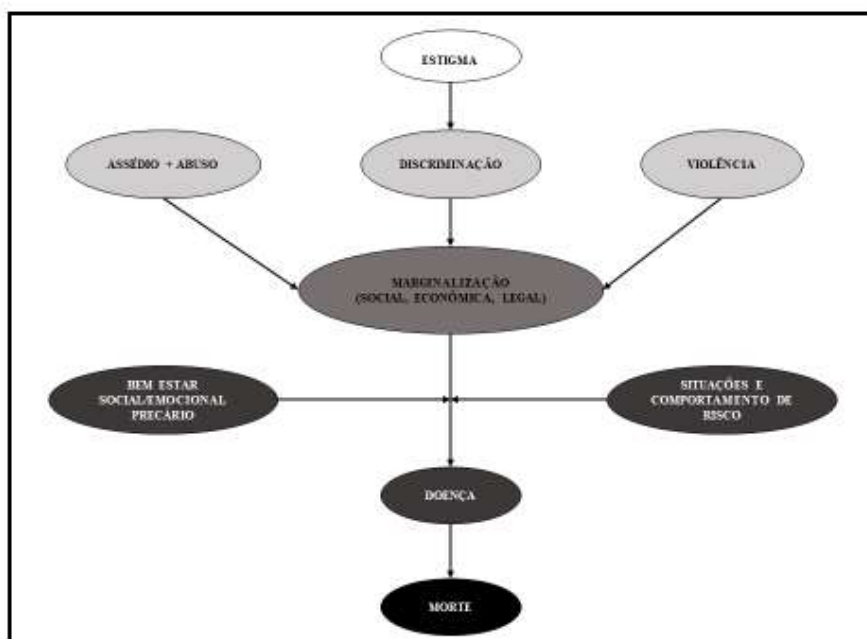 ESTIGMA
ASSÉDIO + ABUSO
DISCRIMINAÇÃO
VIOLÊNCIA
MARGINALIZAÇÃO
(SOCIAL, ECONÔMICA, LEGAL)
BEM ESTAR
SOCIAL/EMOCIONAL
PRECÁRIO
SITUAÇÕES E
COMPORTAMENTO DE
RISCO
DOENÇA
MORTE